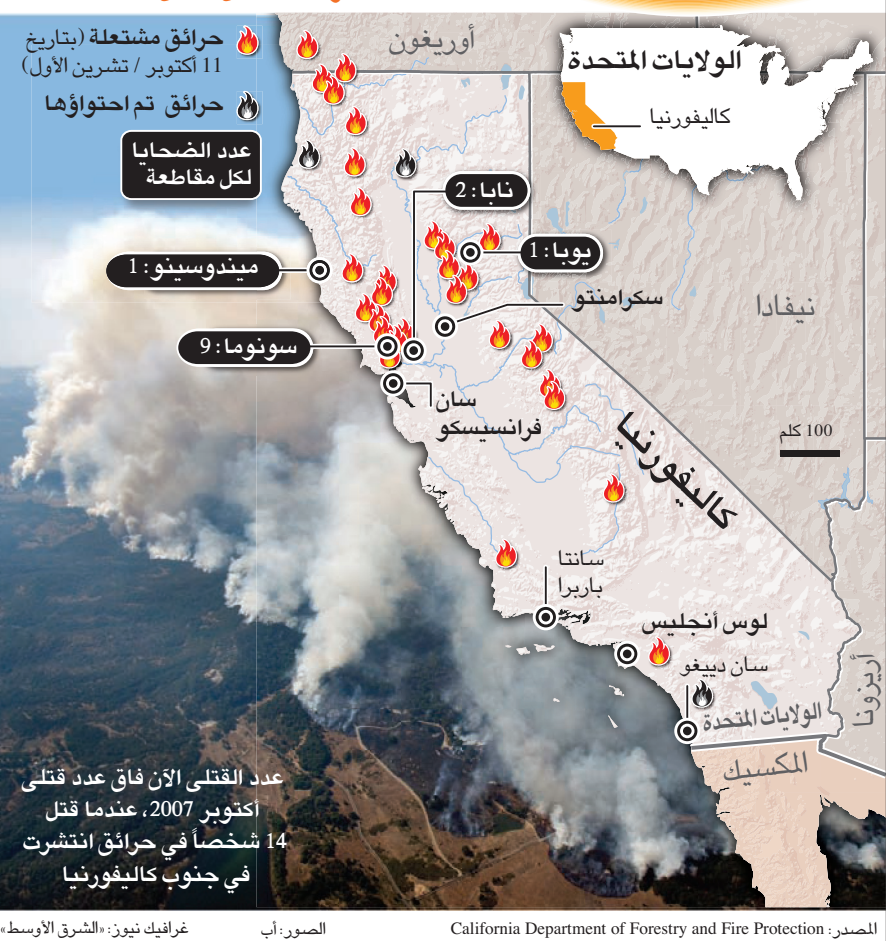 حرائق مشتعلة (بتاريخ
11 أكتوبر / تشرين الأول)
حرائق تم احتواؤها
عدد الضحايا
لكل مقاطعة
أوريغون
الولايات المتحدة
كاليفورنيا
نابا: 2
يوبا: 1
ميندوسينو: 1
سكرامنتو
نيفادا
سونوما: 9
سان
فرانسيسكو
كاليفورنيا
100 كلم
سانتا
باربرا
لوس أنجليس
سان دييغو
أريزونا
الولايات المتحدة
المكسيك
عدد القتلى الآن فاق عدد قتلى
أكتوبر 2007، عندما قتل
14 شخصاً في حرائق انتشرت
في جنوب كاليفورنيا
المصدر: California Department of Forestry and Fire Protection
الصور: أب
غرافيك نيوز: «الشرق الأوسط»